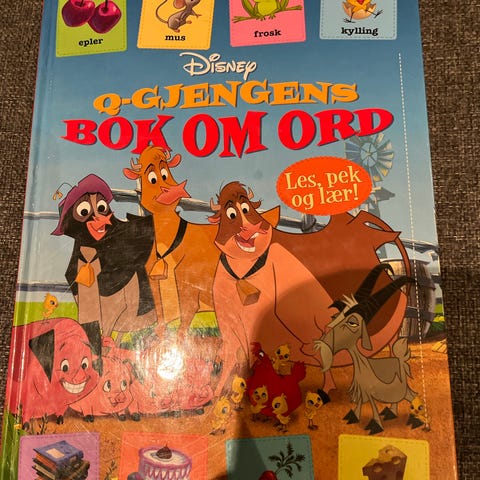 epler
mus
frosk
kylling
Disney
Q-GJENGENS
BOK OM ORD
Les, pek
og lær!